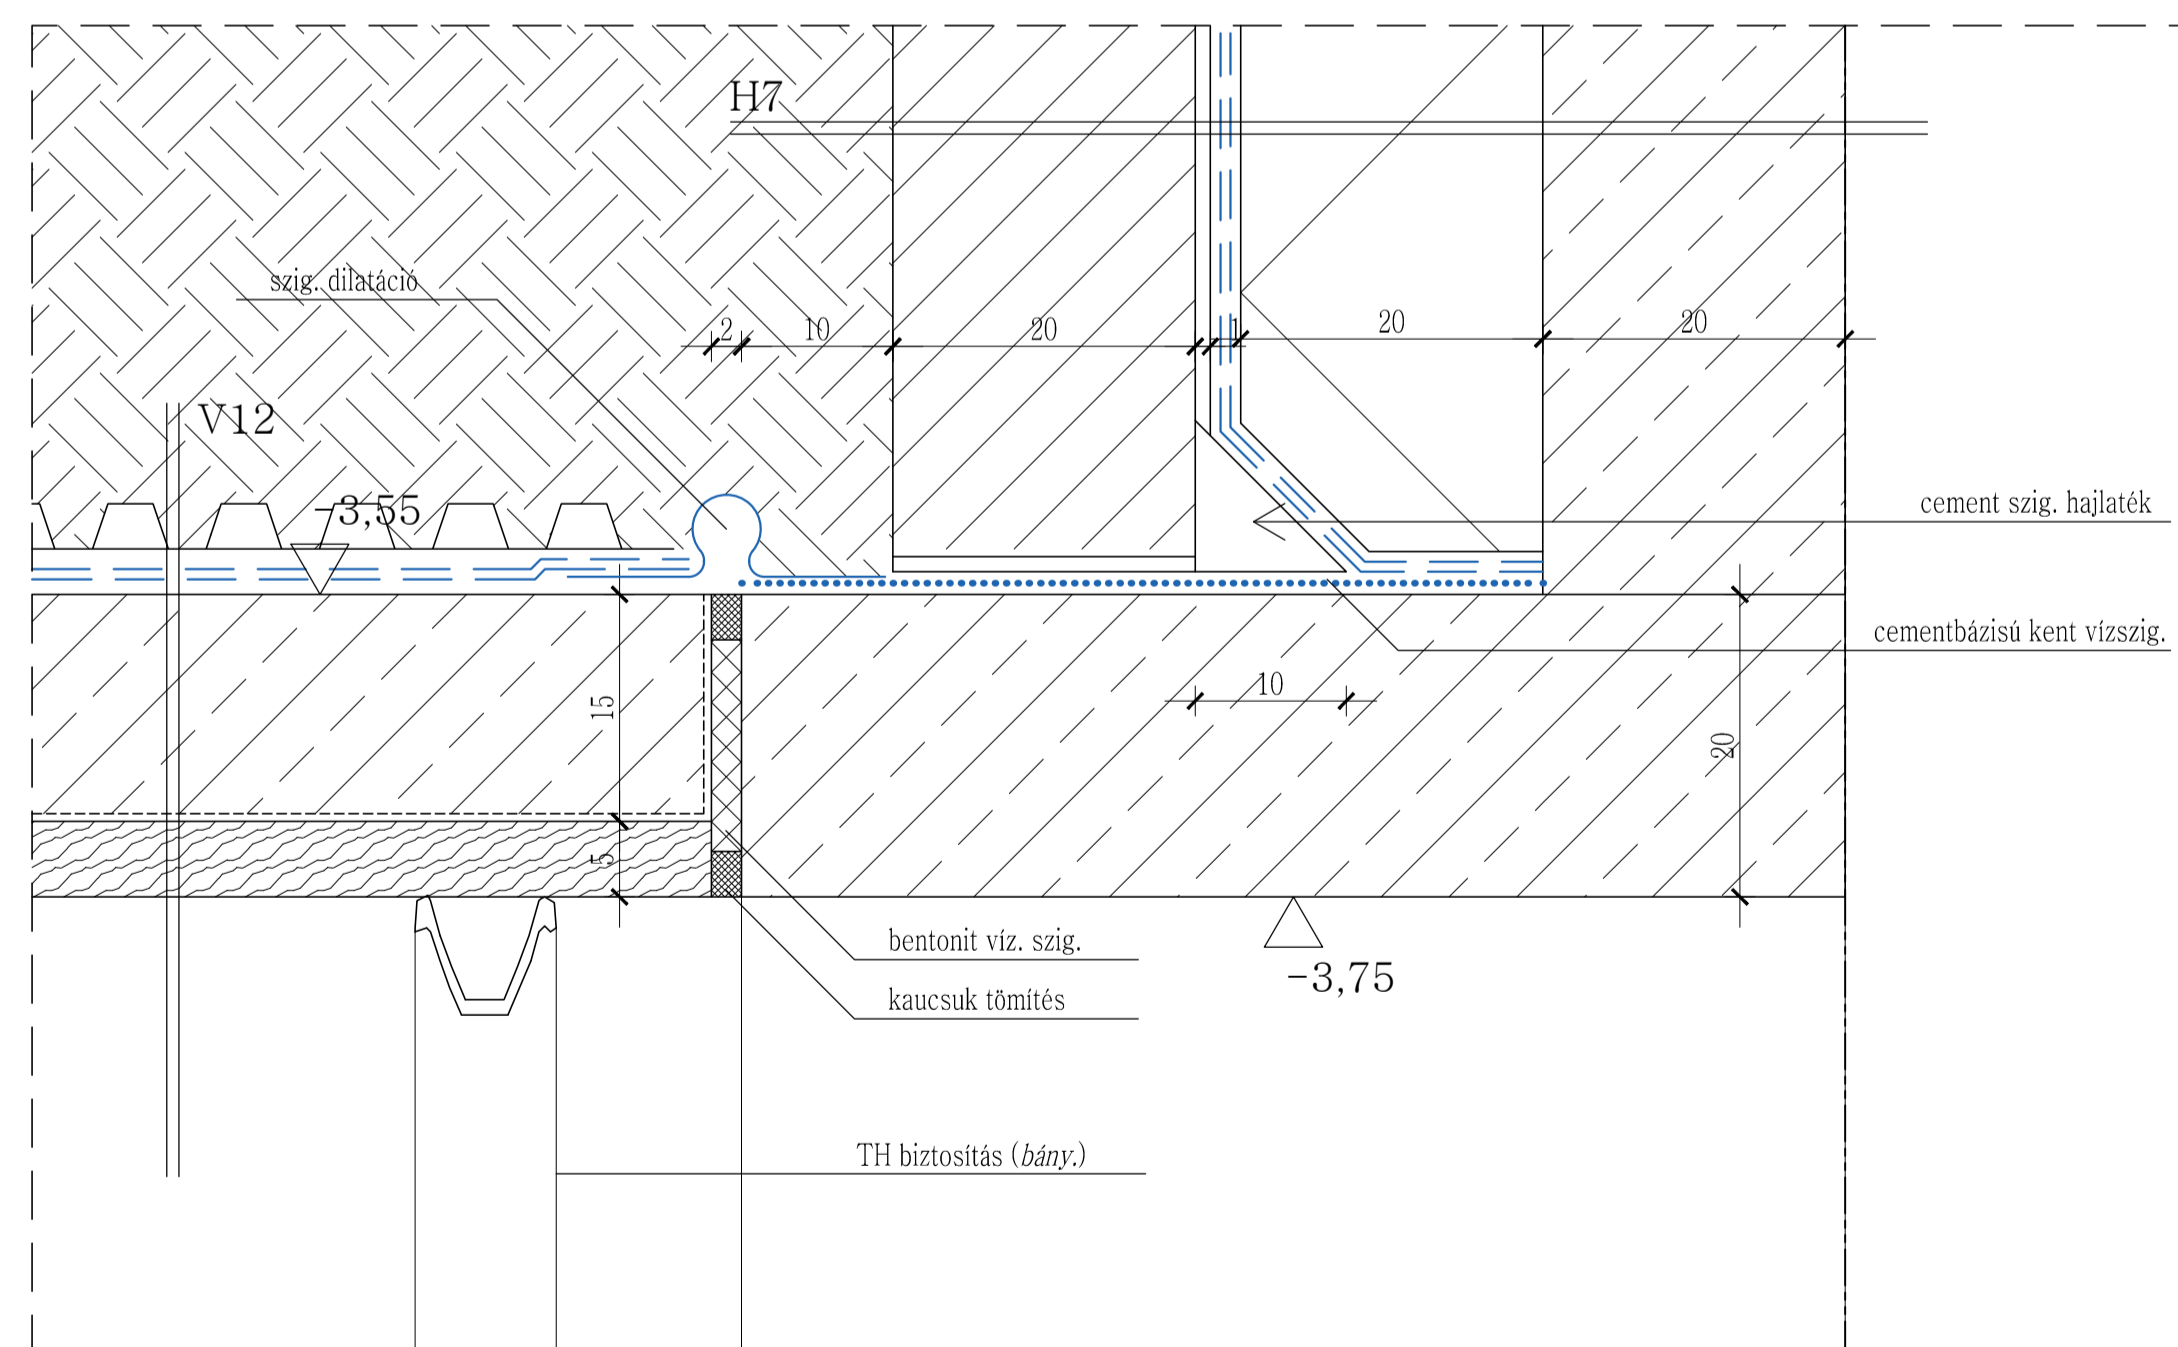 H7
szig. dilatáció
2 10 20 1 20 20
V12
-3,55
cement szig. hajlaték
cementbázisú kent vízszig.
10
15
20
5
bentonit víz. szig.
-3,75
kaucsuk tömítés
TH biztosítás (bány.)